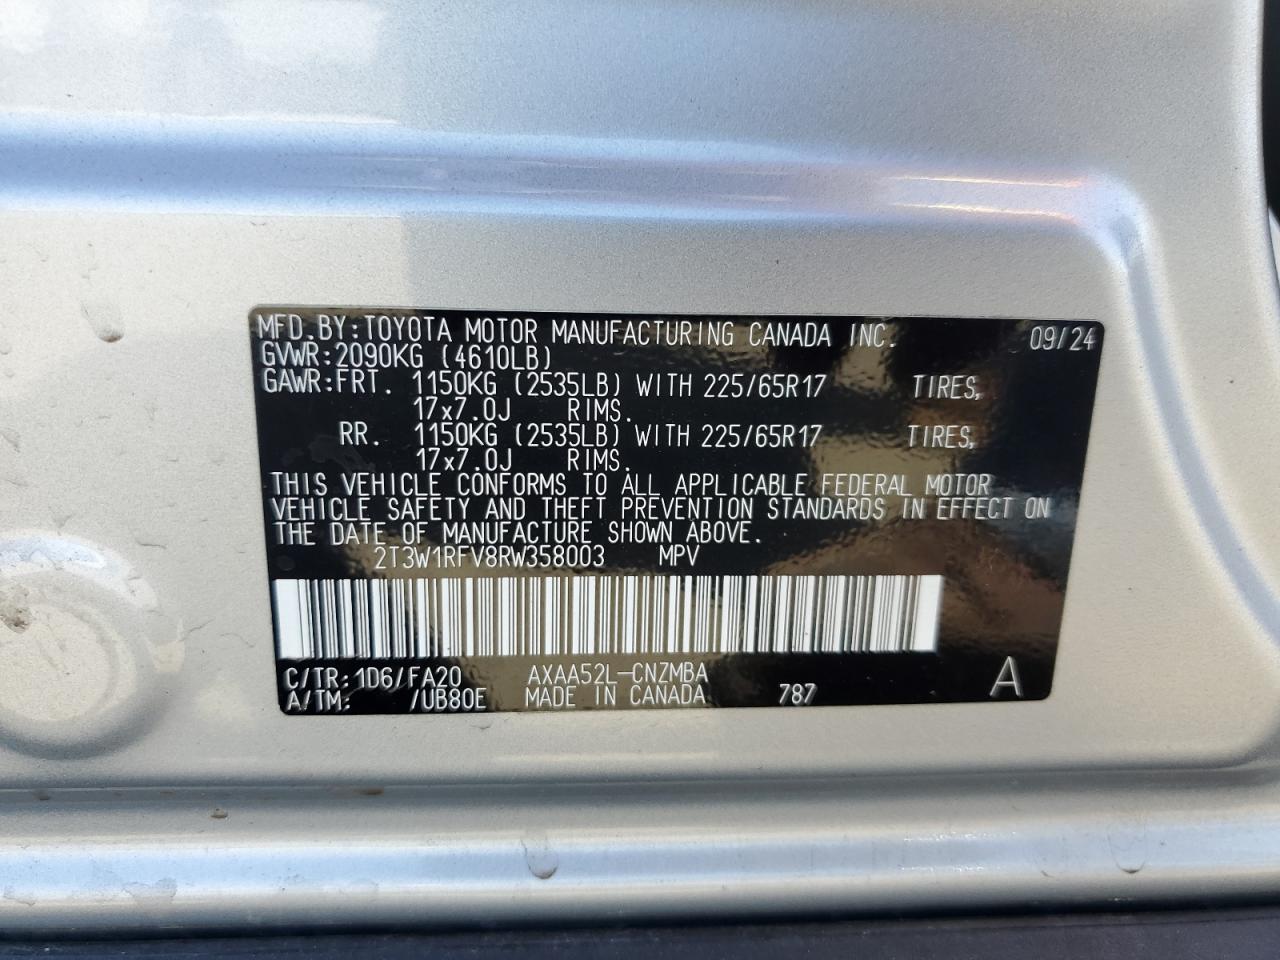 MFD.BY:TOYOTA MOTOR MANUFACTURING CANADA INC. 09/24
GVWR:2090KG (4610LB)
GAWR:FRT. 1150KG (2535LB) WITH 225/65R17 TIRES,
17x7.0J RIMS.
RR. 1150KG (2535LB) WITH 225/65R17 TIRES,
17x7.0J RIMS.
THIS VEHICLE CONFORMS TO ALL APPLICABLE FEDERAL MOTOR
VEHICLE SAFETY AND THEFT PREVENTION STANDARDS IN EFFECT ON
THE DATE OF MANUFACTURE SHOWN ABOVE.
2T3W1RFV8RW358003 MPV
C/TR:1D6/FA20 AXAA52L-CNZMBA
A/TM: /UB80E MADE IN CANADA 787 A